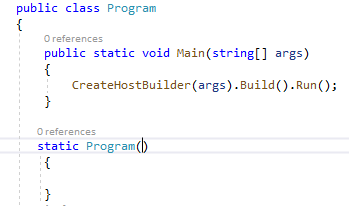 public class Program
{
0 references
public static void Main(string[] args)
{
CreateHostBuilder(args).Build().Run();
}
0 references
static Program()
{
}